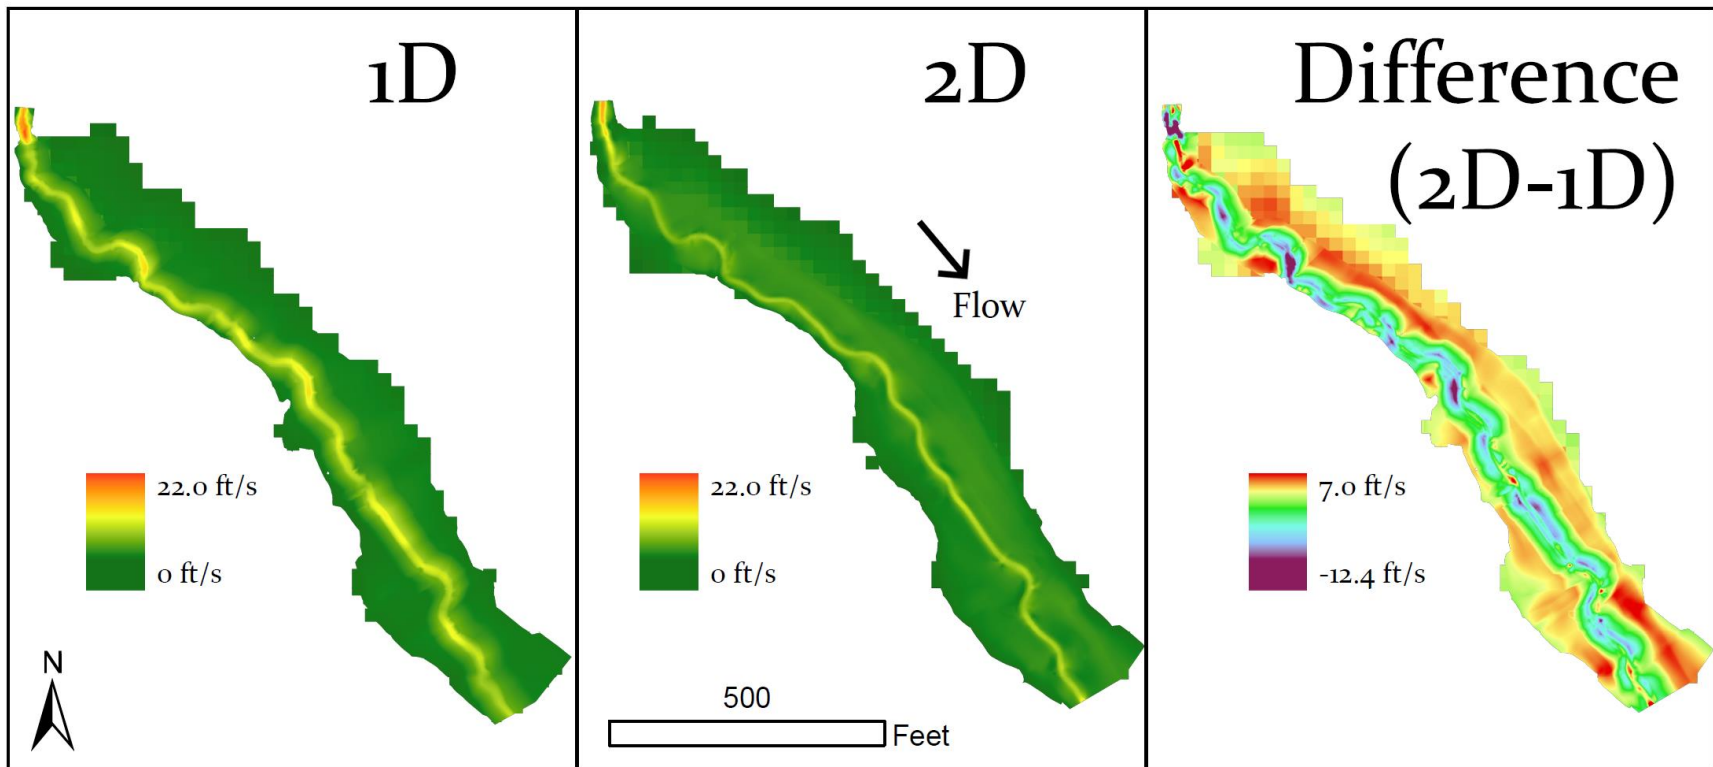 1D
22.0 ft/s
0 ft/s
N
2D
Flow
22.0 ft/s
0 ft/s
500
Feet
Difference
(2D-1D)
7.0 ft/s
-12.4 ft/s